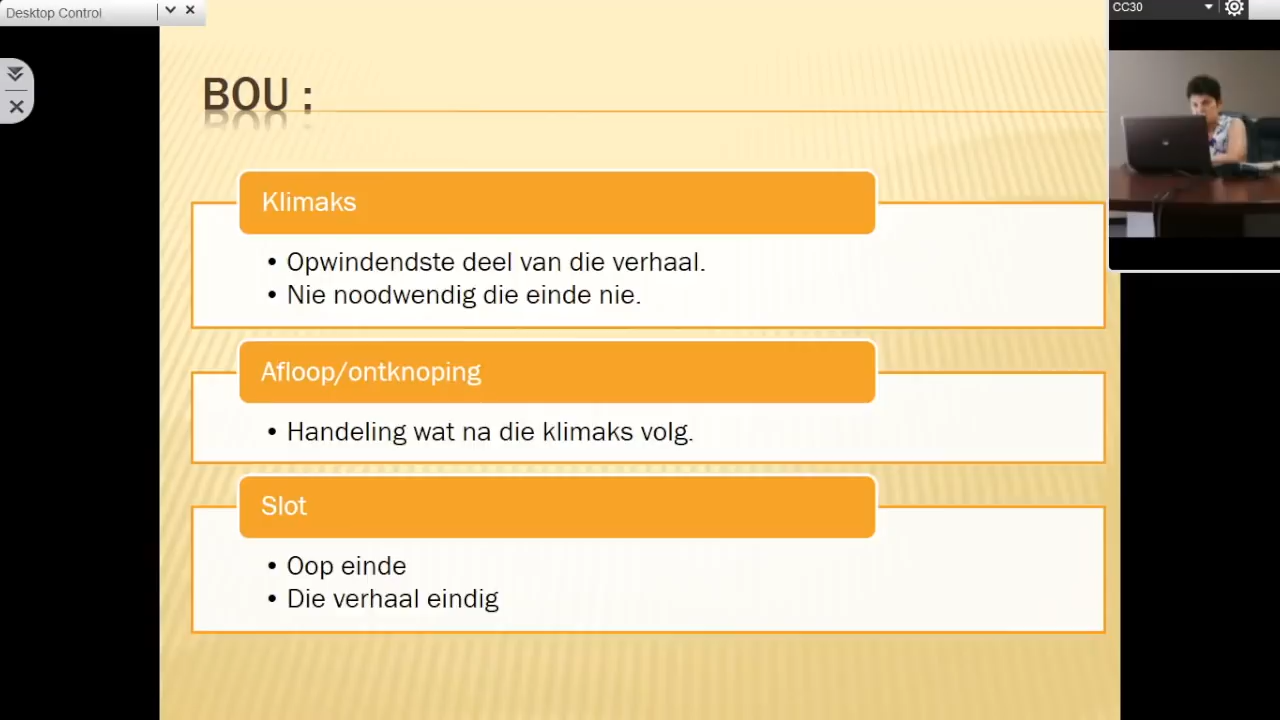 Desktop Control
CC30
BOU :
Klimaks
• Opwindendste deel van die verhaal.
• Nie noodwendig die einde nie.
Afloop/ontknoping
• Handeling wat na die klimaks volg.
Slot
• Oop einde
• Die verhaal eindig